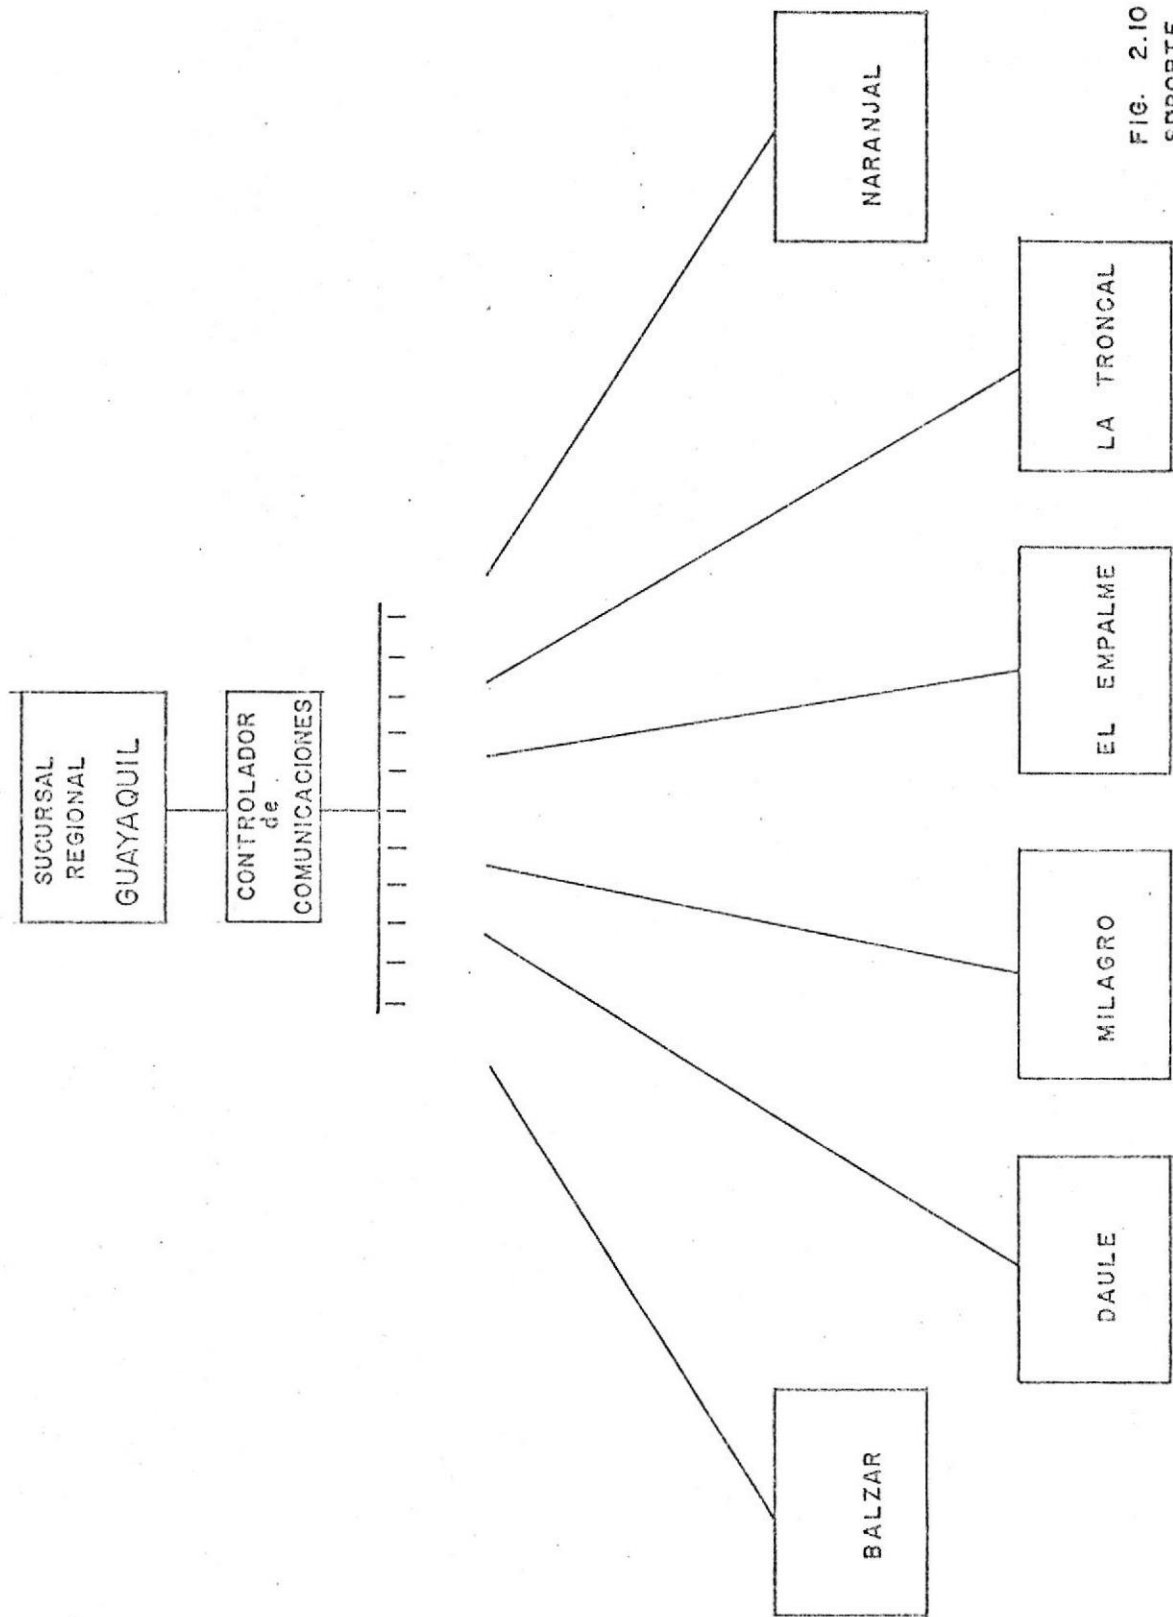 SUCURSAL
REGIONAL
GUAYAQUIL
CONTROLADOR
de
COMUNICACIONES
BALZAR
DAULE
MILAGRO
EL EMPALME
LA TRONCAL
NARANJAL
FIG. 2.10